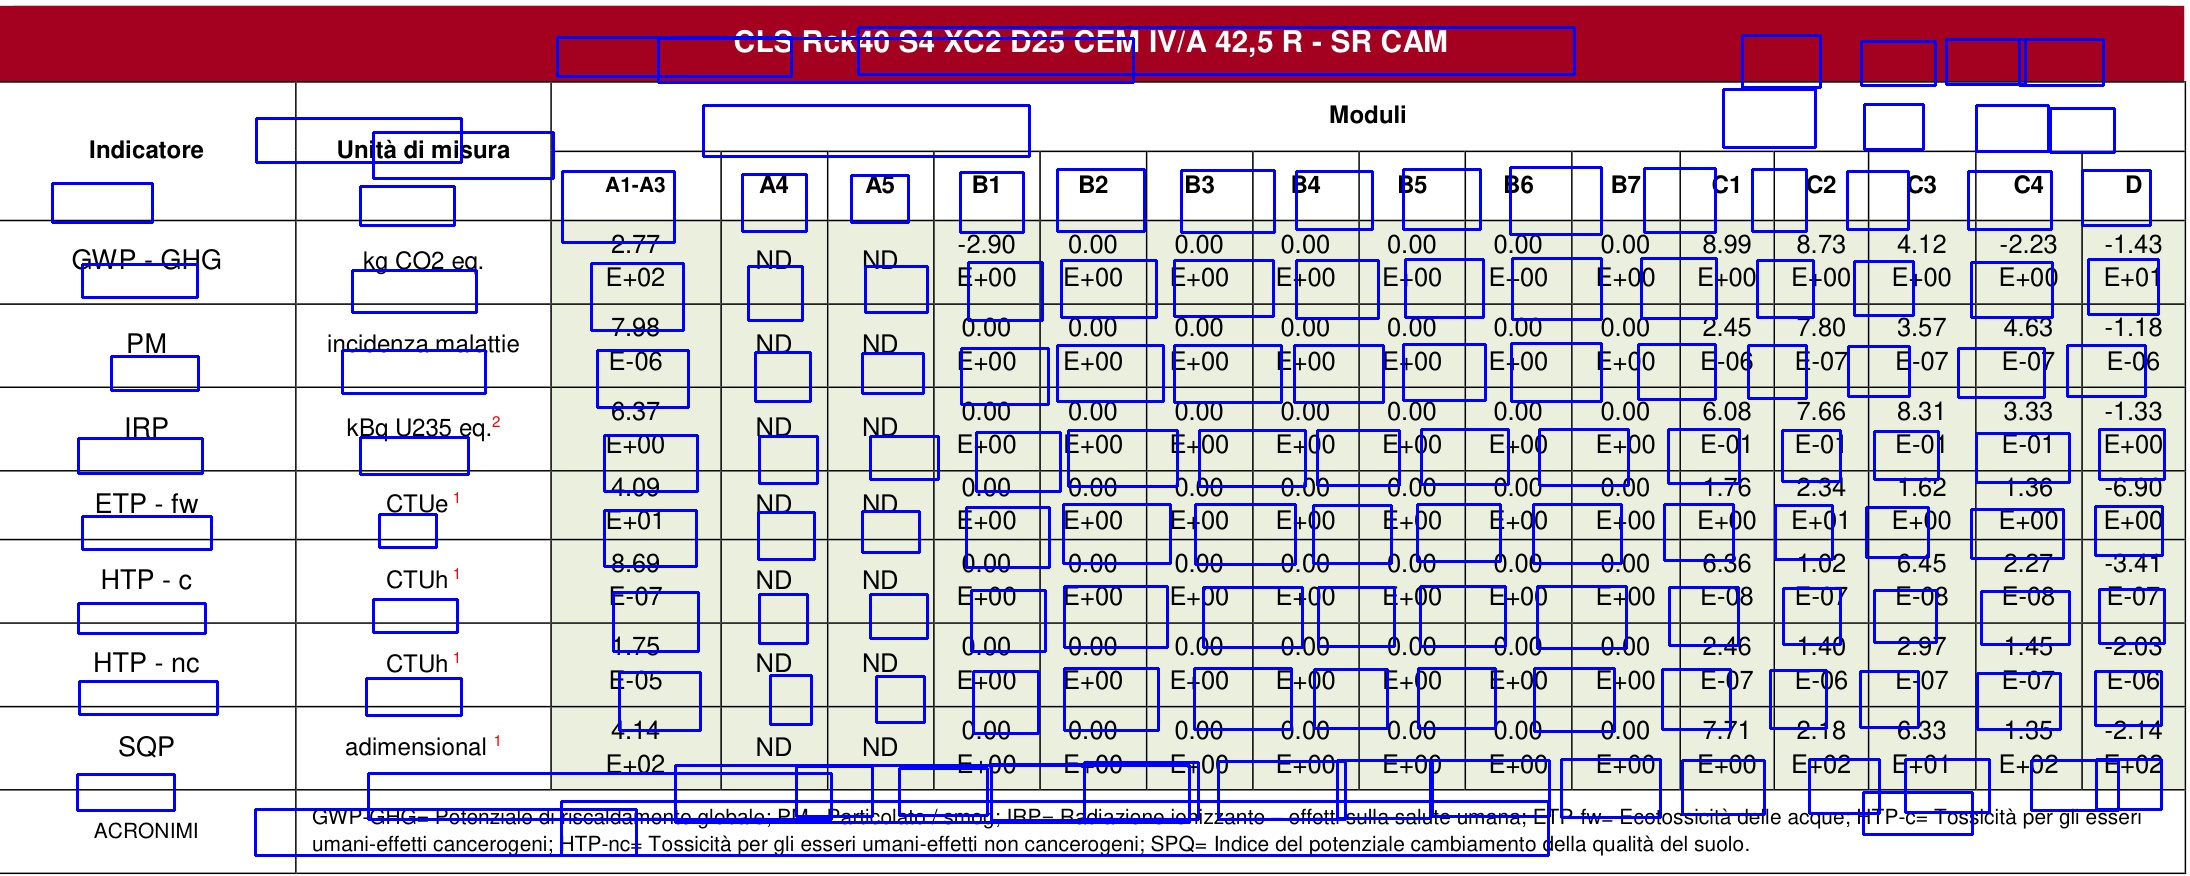 CLS Rck40 S4 XC2 D25 CEM IV/A 42,5 R - SR CAM
Indicatore Unità di misura Moduli
A1-A3 A4 A5 B1 B2 B3 B4 B5 B6 B7 C1 C2 C3 C4 D
GWP - GHG kg CO2 eq. 2.77 E+02 ND ND -2.90 E+00 0.00 E+00 0.00 E+00 0.00 E+00 0.00 E+00 0.00 E+00 0.00 E+00 8.99 E+00 8.73 E+00 4.12 E+00 -2.23 E+00 -1.43 E+01
PM incidenza malattie 7.98 E-06 ND ND 0.00 E+00 0.00 E+00 0.00 E+00 0.00 E+00 0.00 E+00 0.00 E+00 0.00 E+00 2.45 E-06 7.80 E-07 3.57 E-07 4.63 E-07 -1.18 E-06
IRP kBq U235 eq.2 6.37 E+00 ND ND 0.00 E+00 0.00 E+00 0.00 E+00 0.00 E+00 0.00 E+00 0.00 E+00 0.00 E+00 6.08 E-01 7.66 E-01 8.31 E-01 3.33 E-01 -1.33 E+00
ETP - fw CTUe 1 4.09 E+01 ND ND 0.00 E+00 0.00 E+00 0.00 E+00 0.00 E+00 0.00 E+00 0.00 E+00 0.00 E+00 1.76 E+00 2.34 E+01 1.62 E+00 1.36 E+00 -6.90 E+00
HTP - c CTUh 1 8.69 E-07 ND ND 0.00 E+00 0.00 E+00 0.00 E+00 0.00 E+00 0.00 E+00 0.00 E+00 0.00 E+00 6.36 E-08 1.02 E-07 6.45 E-08 2.27 E-08 -3.41 E-07
HTP - nc CTUh 1 1.75 E-05 ND ND 0.00 E+00 0.00 E+00 0.00 E+00 0.00 E+00 0.00 E+00 0.00 E+00 0.00 E+00 2.46 E-07 1.40 E-06 2.97 E-07 1.45 E-07 -2.03 E-06
SQP adimensional 1 4.14 E+02 ND ND 0.00 E+00 0.00 E+00 0.00 E+00 0.00 E+00 0.00 E+00 0.00 E+00 0.00 E+00 7.71 E+00 2.18 E+02 6.33 E+01 1.35 E+02 -2.14 E+02
ACRONIMI GWP-GHG= Potenziale di riscaldamento globale; PM= Particolato / smog; IRP= Radiazione ionizzante – effetti sulla salute umana; ETP-fw= Ecotossicità delle acque; HTP-c= Tossicità per gli esseri
umani-effetti cancerogeni; HTP-nc= Tossicità per gli esseri umani-effetti non cancerogeni; SPQ= Indice del potenziale cambiamento della qualità del suolo.